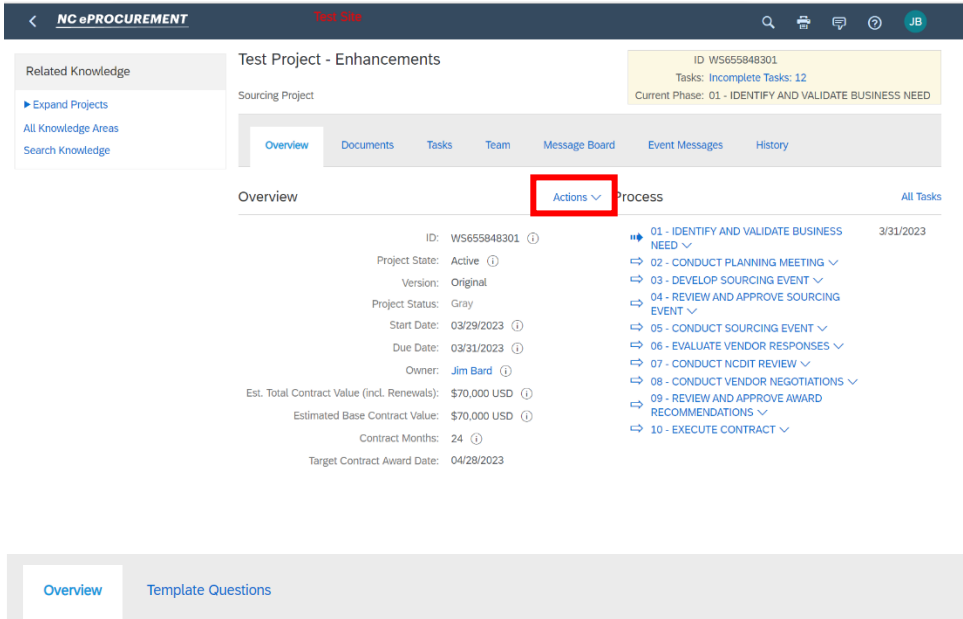 NC ePROCUREMENT
Test Site
JB
Related Knowledge
Expand Projects
All Knowledge Areas
Search Knowledge
Test Project - Enhancements
Sourcing Project
ID WS655848301
Tasks: Incomplete Tasks: 12
Current Phase: 01 - IDENTIFY AND VALIDATE BUSINESS NEED
Overview Documents Tasks Team Message Board Event Messages History
Overview
Actions
ID: WS655848301
Project State: Active
Version: Original
Project Status: Gray
Start Date: 03/29/2023
Due Date: 03/31/2023
Owner: Jim Bard
Est. Total Contract Value (incl. Renewals): $70,000 USD
Estimated Base Contract Value: $70,000 USD
Contract Months: 24
Target Contract Award Date: 04/28/2023
Process
All Tasks
01 - IDENTIFY AND VALIDATE BUSINESS 3/31/2023
NEED
02 - CONDUCT PLANNING MEETING
03 - DEVELOP SOURCING EVENT
04 - REVIEW AND APPROVE SOURCING
EVENT
05 - CONDUCT SOURCING EVENT
06 - EVALUATE VENDOR RESPONSES
07 - CONDUCT NCDIT REVIEW
08 - CONDUCT VENDOR NEGOTIATIONS
09 - REVIEW AND APPROVE AWARD
RECOMMENDATIONS
10 - EXECUTE CONTRACT
Overview Template Questions